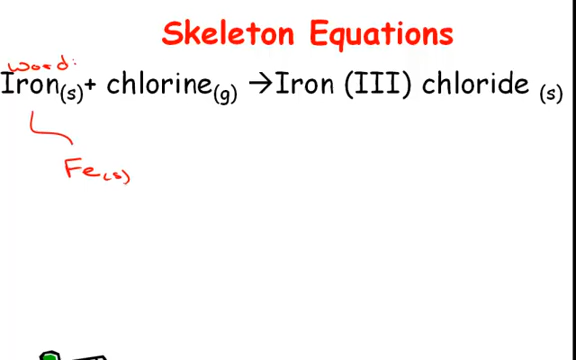 Skeleton Equations
word:
Iron(s)+ chlorine(g) →Iron (III) chloride (s)
Fe(s)